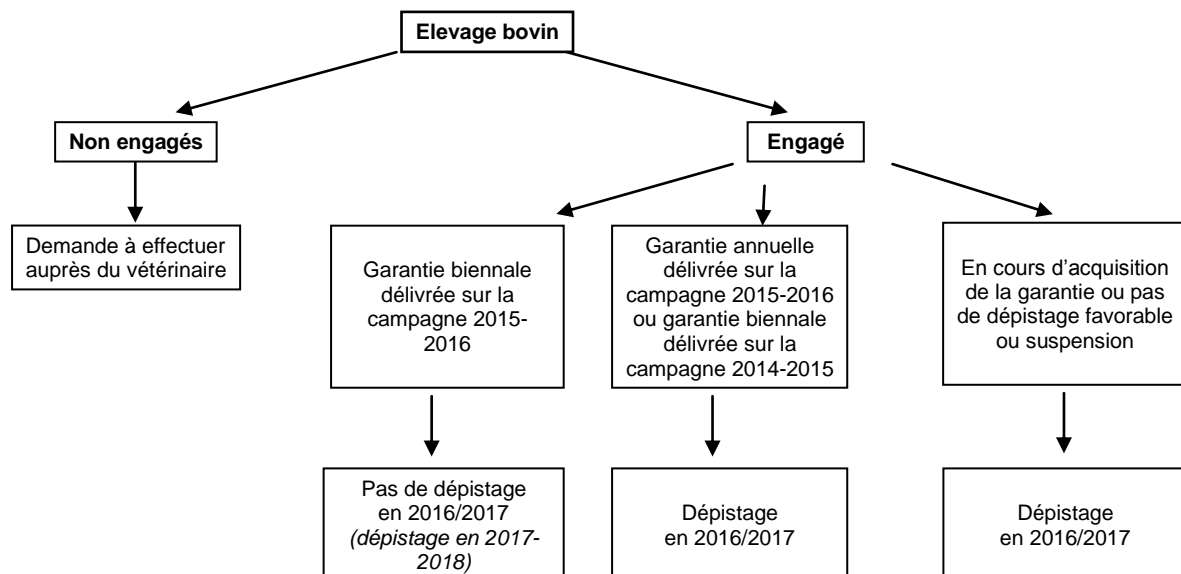 Elevage bovin
Non engagés
Engagé
Demande à effectuer
auprès du vétérinaire
Garantie biennale
délivrée sur la
campagne 2015-
2016
Garantie annuelle
délivrée sur la
campagne 2015-2016
ou garantie biennale
délivrée sur la
campagne 2014-2015
En cours d'acquisition
de la garantie ou pas
de dépistage favorable
ou suspension
Pas de dépistage
en 2016/2017
(dépistage en 2017-
2018)
Dépistage
en 2016/2017
Dépistage
en 2016/2017